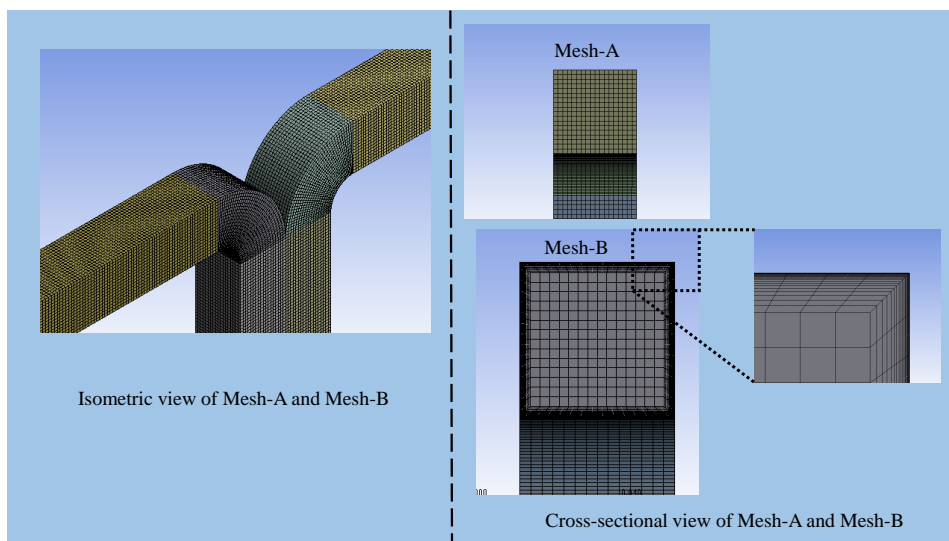 Mesh-A
Mesh-B
Isometric view of Mesh-A and Mesh-B
Cross-sectional view of Mesh-A and Mesh-B